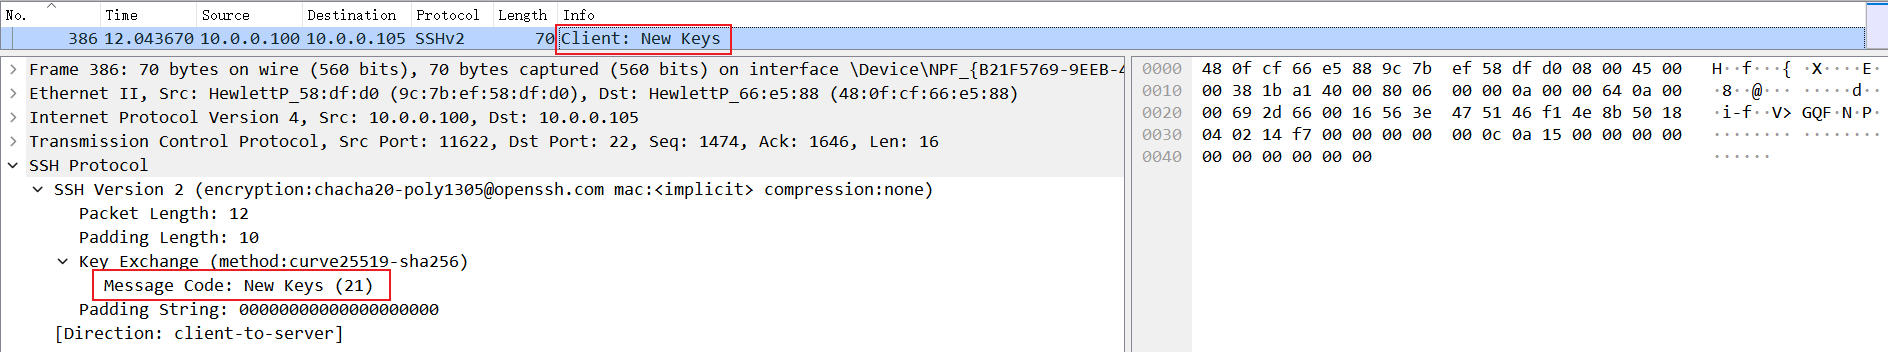 No. Time Source Destination Protocol Length Info
386 12.043670 10.0.0.100 10.0.0.105 SSHv2 70 Client: New Keys
Frame 386: 70 bytes on wire (560 bits), 70 bytes captured (560 bits) on interface \Device\NPF_{B21F5769-9EEB-4
Ethernet II, Src: HewlettP_58:df:d0 (9c:7b:ef:58:df:d0), Dst: HewlettP_66:e5:88 (48:0f:cf:66:e5:88)
Internet Protocol Version 4, Src: 10.0.0.100, Dst: 10.0.0.105
Transmission Control Protocol, Src Port: 11622, Dst Port: 22, Seq: 1474, Ack: 1646, Len: 16
SSH Protocol
SSH Version 2 (encryption:chacha20-poly1305@openssh.com mac:<implicit> compression:none)
Packet Length: 12
Padding Length: 10
Key Exchange (method:curve25519-sha256)
Message Code: New Keys (21)
Padding String: 00000000000000000000
[Direction: client-to-server]
0000 48 0f cf 66 e5 88 9c 7b ef 58 df d0 08 00 45 00 H··f···{ ·X····E·
0010 00 38 1b a1 40 00 80 06 00 00 0a 00 00 64 0a 00 ·8··@··· ·····d··
0020 00 69 2d 66 00 16 56 3e 47 51 46 f1 4e 8b 50 18 ·i-f··V> GQF·N·P·
0030 04 02 14 f7 00 00 00 00 00 0c 0a 15 00 00 00 00 ········ ········
0040 00 00 00 00 00 00 ······